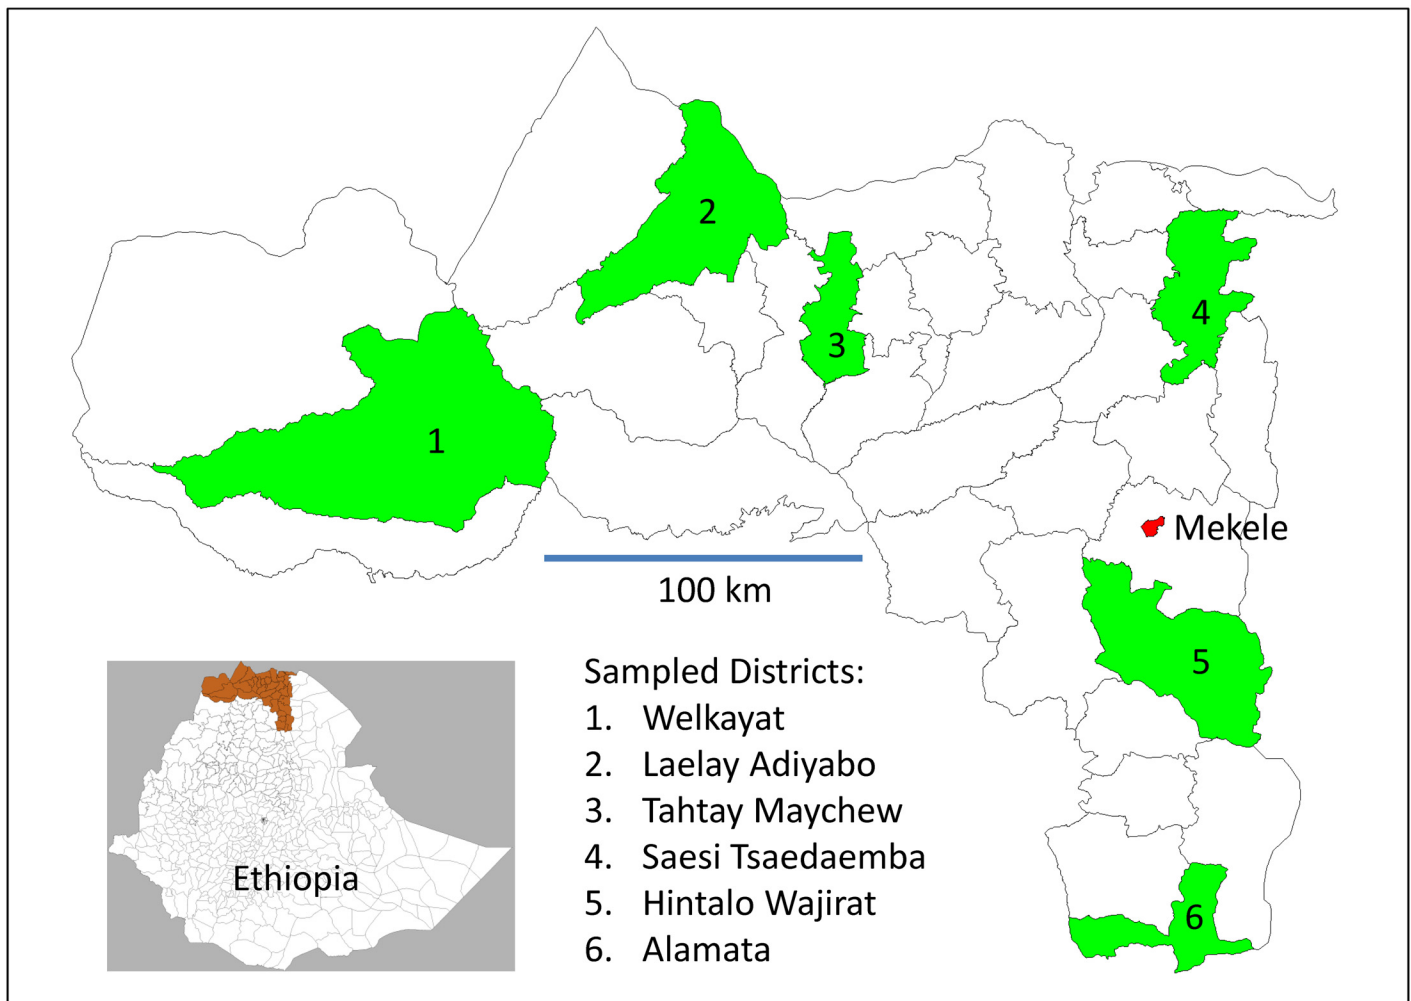 2
3
4
1
Mekele
100 km
5
Sampled Districts:
1. Welkayat
2. Laelay Adiyabo
3. Tahtay Maychew
4. Saesi Tsaedaemba
5. Hintalo Wajirat
6. Alamata
Ethiopia
6